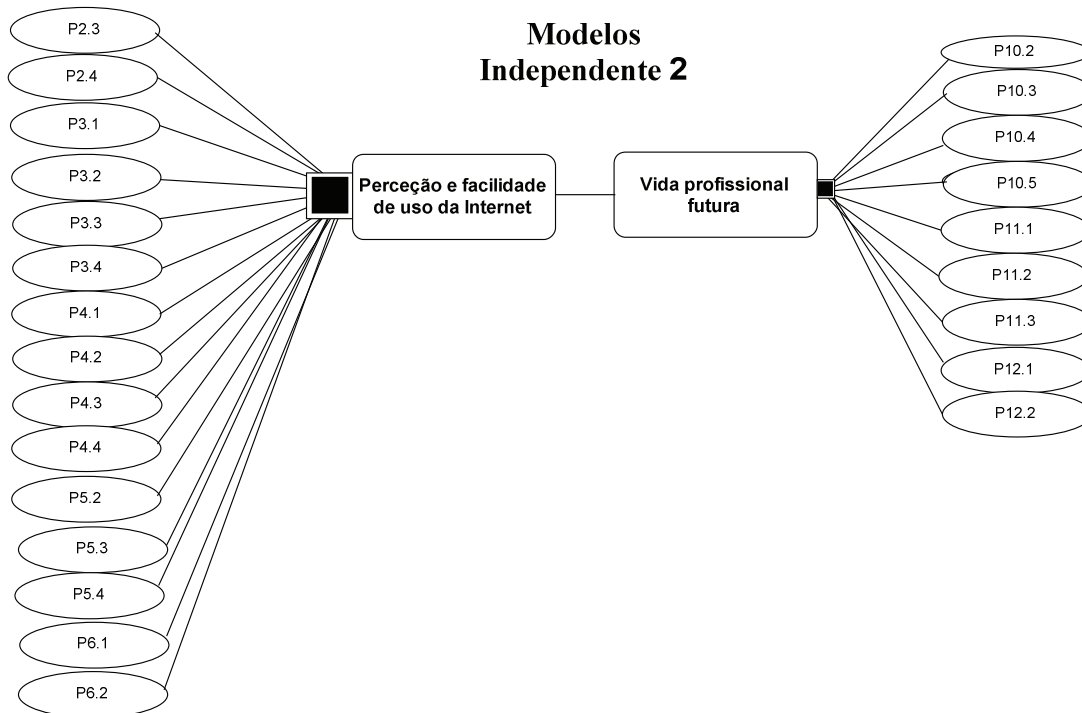 Modelos
Independente 2
P2.3
P2.4
P3.1
P3.2
P3.3
P3.4
P4.1
P4.2
P4.3
P4.4
P5.2
P5.3
P5.4
P6.1
P6.2
Perceção e facilidade
de uso da Internet
Vida profissional
futura
P10.2
P10.3
P10.4
P10.5
P11.1
P11.2
P11.3
P12.1
P12.2